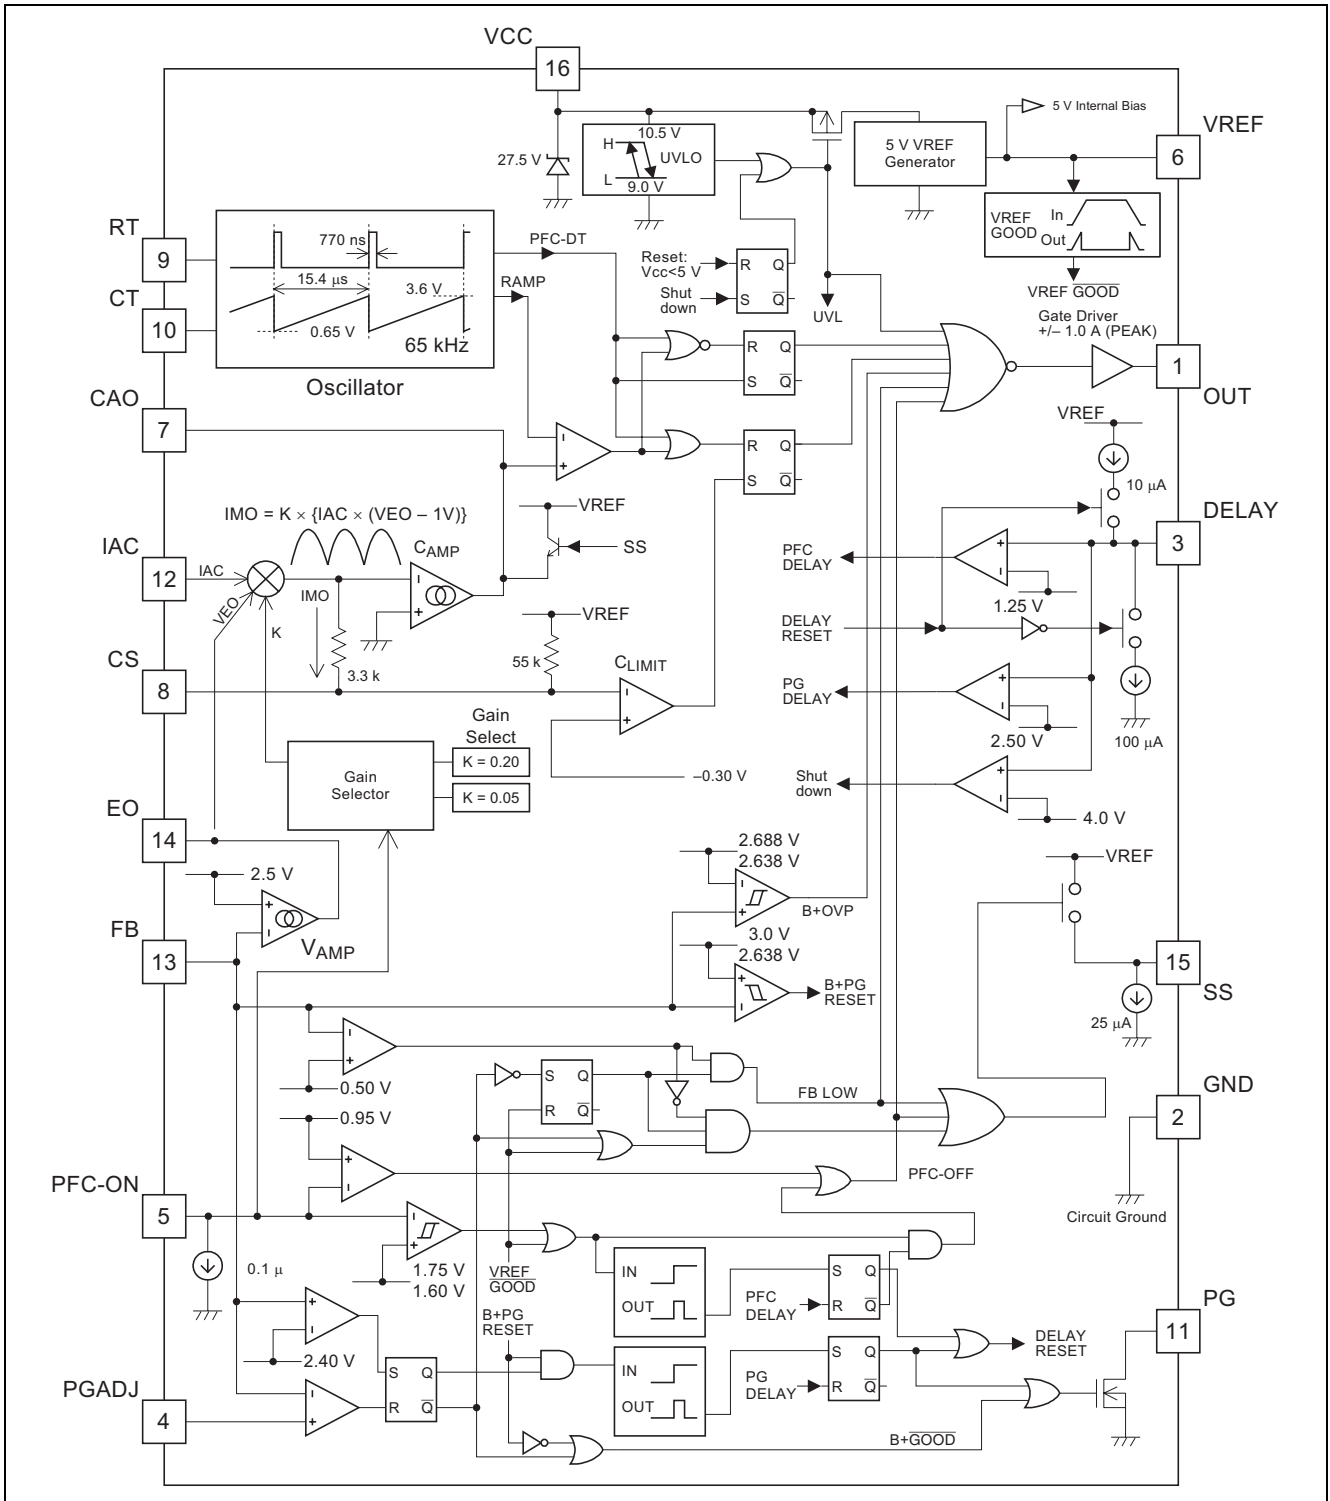 VCC
16
5 V Internal Bias
VREF
6
10.5 V
H
UVLO
L
9.0 V
27.5 V
5 V VREF
Generator
VREF
GOOD
In
Out
VREF GOOD
RT
9
CT
10
770 ns
15.4 μs
3.6 V
0.65 V
65 kHz
Oscillator
PFC-DT
RAMP
Reset:
Vcc<5 V
Shut
down
R Q
S Q
UVL
Gate Driver
+/– 1.0 A (PEAK)
1
OUT
R Q
S Q
CAO
7
R Q
S Q
VREF
10 μA
DELAY
3
IMO = K × {IAC × (VEO – 1V)}
IAC
12
IAC
VEO
K
IMO
CAMP
VREF
SS
PFC
DELAY
1.25 V
DELAY
RESET
VREF
55 k
3.3 k
CS
8
CLIMIT
–0.30 V
PG
DELAY
2.50 V
100 μA
Gain
Select
K = 0.20
K = 0.05
Gain
Selector
Shut
down
4.0 V
EO
14
2.5 V
FB
13
VAMP
2.688 V
2.638 V
B+OVP
3.0 V
2.638 V
B+PG
RESET
VREF
15
SS
25 μA
0.50 V
0.95 V
S Q
R Q
FB LOW
GND
2
Circuit Ground
PFC-ON
5
0.1 μ
PFC-OFF
1.75 V
1.60 V
VREF
GOOD
B+PG
RESET
IN
OUT
PFC
DELAY
S Q
R Q
2.40 V
PGADJ
4
S Q
R Q
IN
OUT
PG
DELAY
S Q
R Q
DELAY
RESET
PG
11
B+GOOD